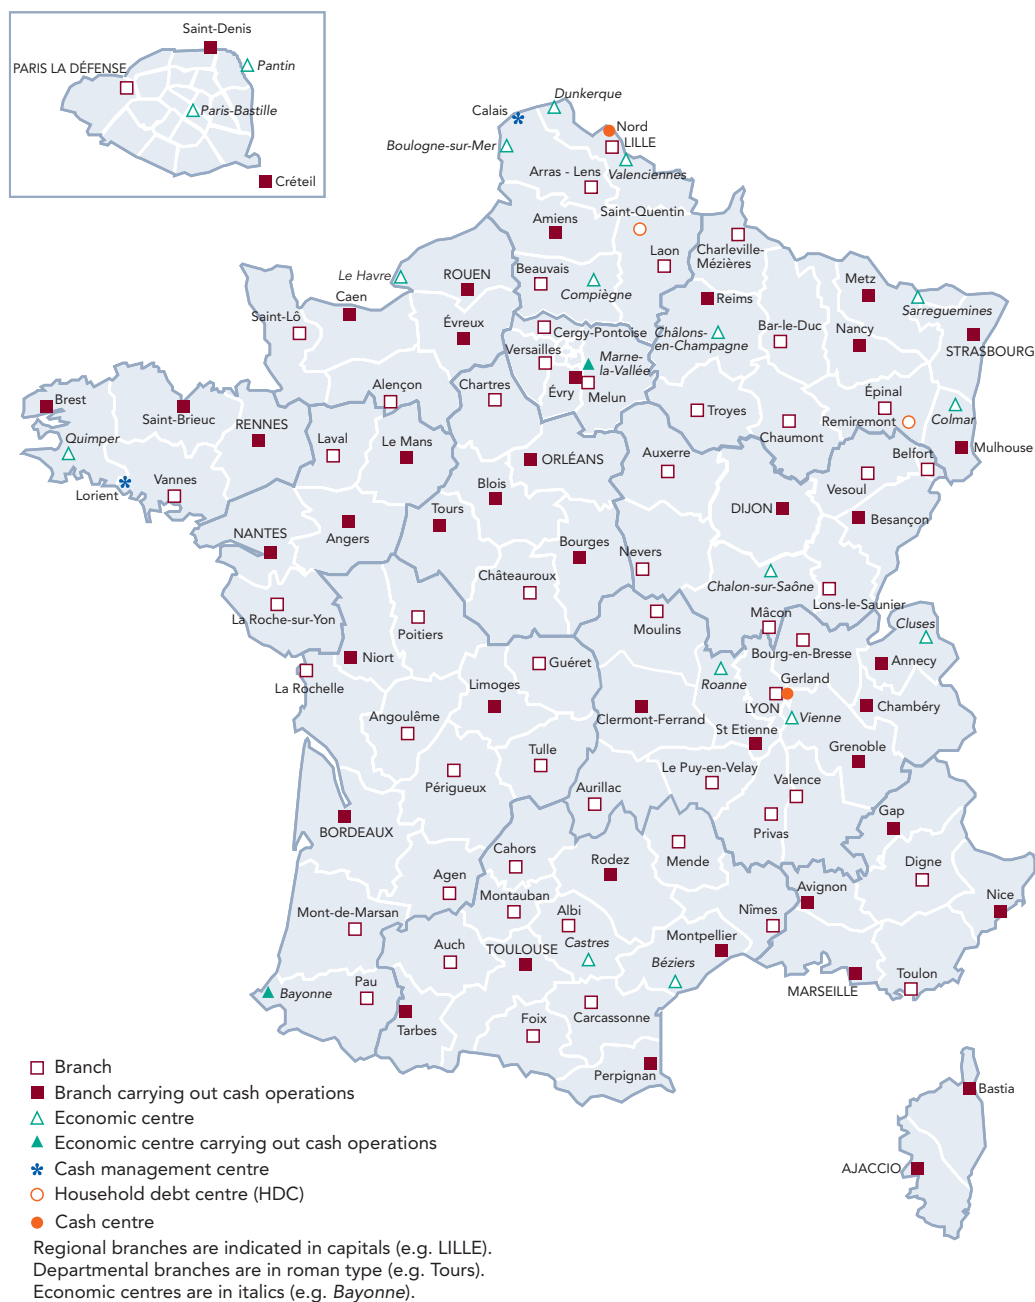 Saint-Denis
Pantin
PARIS LA DÉFENSE
Paris-Bastille
Créteil
Dunkerque
Calais
Nord
LILLE
Boulogne-sur-Mer
Valenciennes
Arras - Lens
Saint-Quentin
Amiens
Laon
Charleville-
Mézières
Le Havre
ROUEN
Beauvais
Compiègne
Metz
Caen
Reims
Sarreguemines
Saint-Lô
Évreux
Cergy-Pontoise
Châlons-
en-Champagne
Bar-le-Duc
Nancy
Versailles
Marne-
la-Vallée
STRASBOURG
Alençon
Chartres
Évry
Melun
Épinal
Brest
Saint-Brieuc
RENNES
Troyes
Remiremont
Colmar
Chaumont
Quimper
Laval
Le Mans
Auxerre
Belfort
Mulhouse
ORLÉANS
Vannes
Blois
Vesoul
Lorient
Tours
DIJON
Besançon
NANTES
Angers
Bourges
Nevers
Châteauroux
Chalon-sur-Saône
Lons-le-Saunier
La Roche-sur-Yon
Poitiers
Moulins
Mâcon
Cluses
Bourg-en-Bresse
Niort
Guéret
Annecy
La Rochelle
Limoges
Roanne
Gerland
LYON
Chambéry
Angoulême
Clermont-Ferrand
Vienne
St Etienne
Tulle
Grenoble
Périgueux
Le Puy-en-Velay
Valence
Aurillac
Gap
BORDEAUX
Privas
Cahors
Rodez
Mende
Digne
Agen
Avignon
Montauban
Nice
Mont-de-Marsan
Albi
Nîmes
Auch
TOULOUSE
Castres
Montpellier
Béziers
Bayonne
Pau
MARSEILLE
Toulon
Tarbes
Foix
Carcassonne
Perpignan
Bastia
AJACCIO
Branch
Branch carrying out cash operations
Economic centre
Economic centre carrying out cash operations
Cash management centre
Household debt centre (HDC)
Cash centre
Regional branches are indicated in capitals (e.g. LILLE).
Departmental branches are in roman type (e.g. Tours).
Economic centres are in italics (e.g. Bayonne).